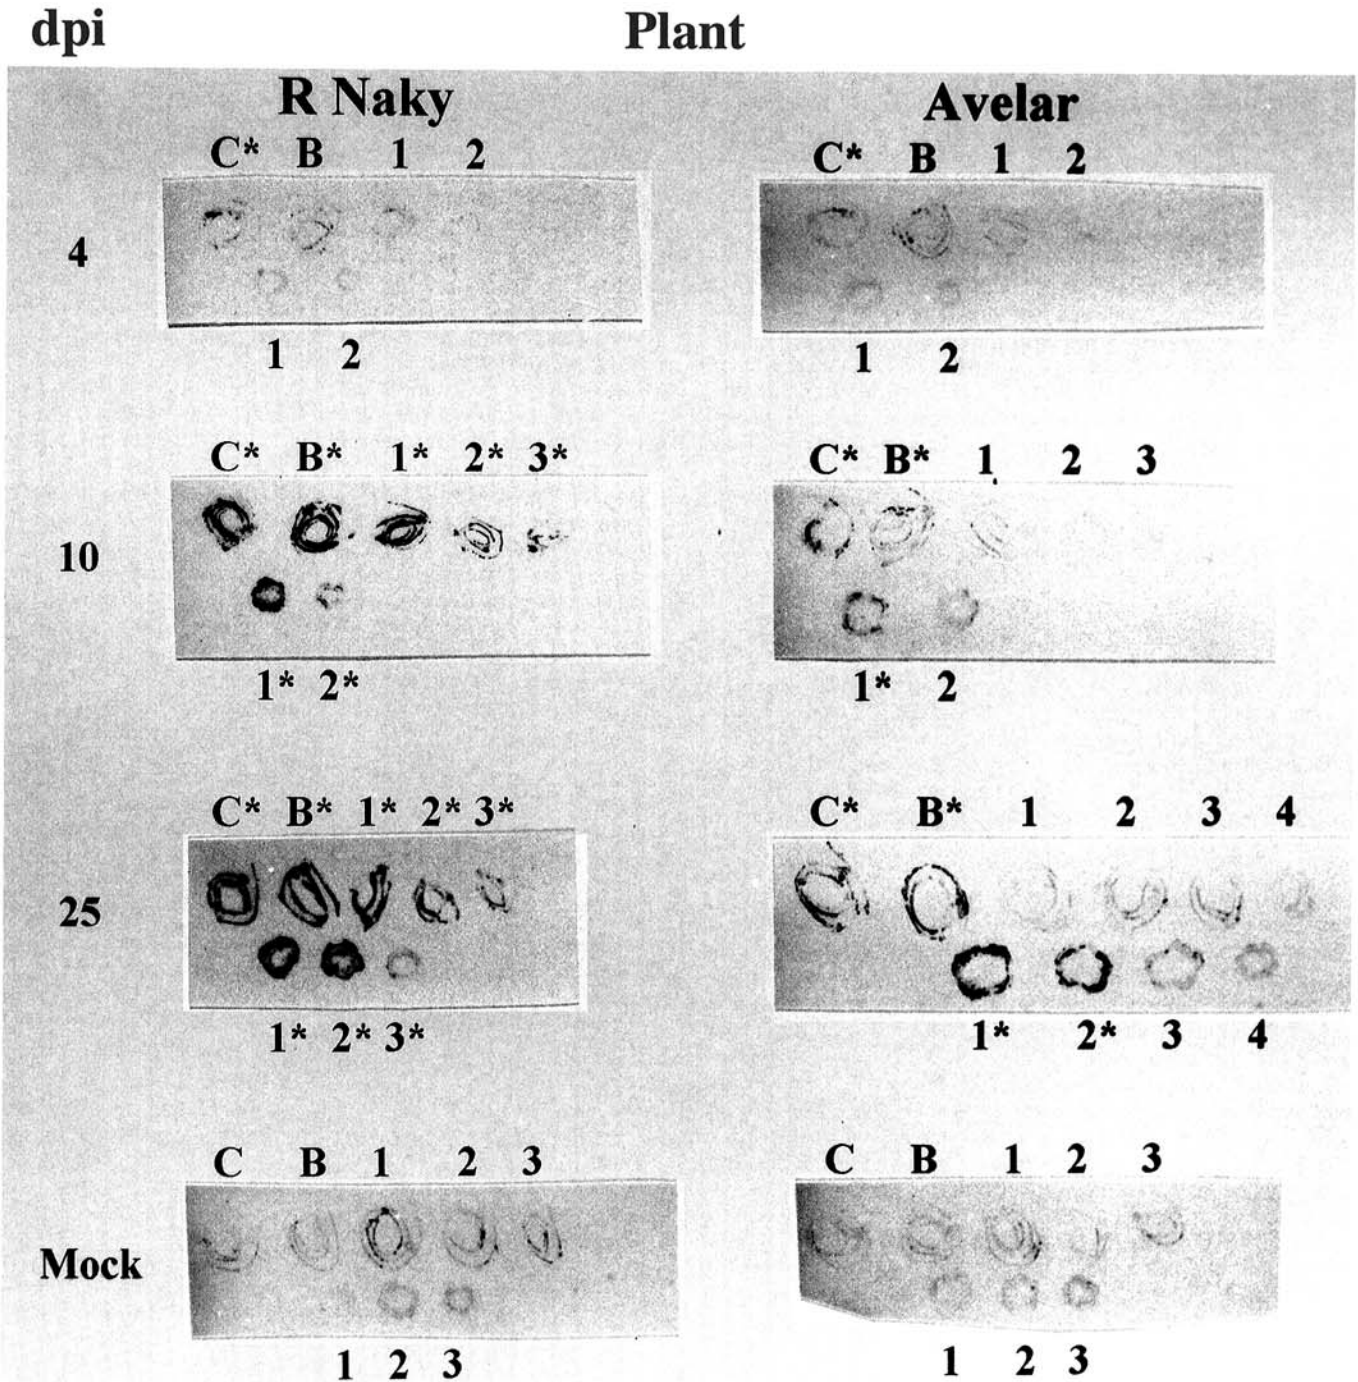 dpi Plant
R Naky Avelar
C* B 1 2 C* B 1 2
4
1 2 1 2
C* B* 1* 2* 3* C* B* 1 2 3
10
1* 2* 1* 2
C* B* 1* 2* 3* C* B* 1 2 3 4
25
1* 2* 3* 1* 2* 3 4
C B 1 2 3 C B 1 2 3
Mock
1 2 3 1 2 3